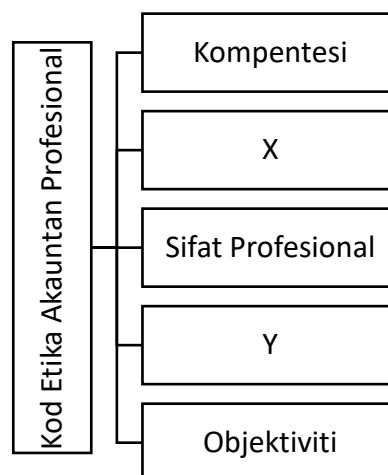 Kod Etika Akauntan Profesional
Kompentesi
X
Sifat Profesional
Y
Objektiviti